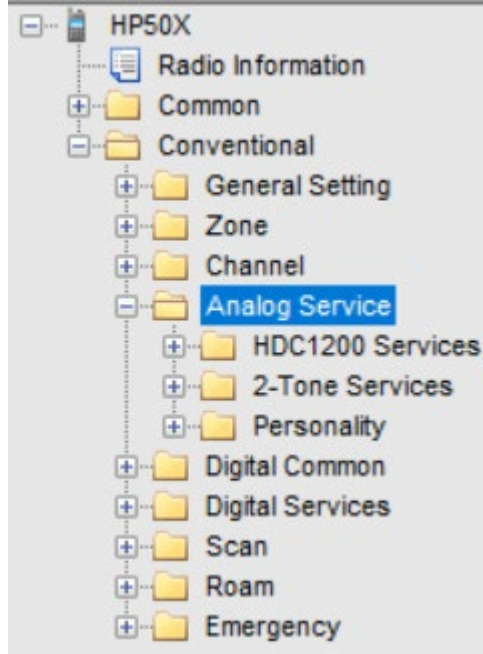 HP50X
Radio Information
Common
Conventional
General Setting
Zone
Channel
Analog Service
HDC1200 Services
2-Tone Services
Personality
Digital Common
Digital Services
Scan
Roam
Emergency